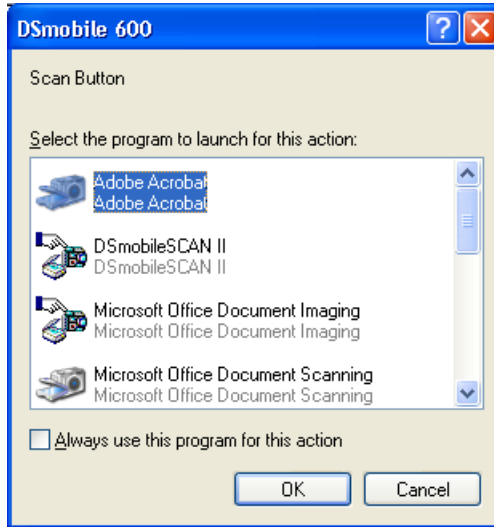 DSmobile 600
Scan Button
Select the program to launch for this action:
Adobe Acrobat
Adobe Acrobat
DSmobileSCAN II
DSmobileSCAN II
Microsoft Office Document Imaging
Microsoft Office Document Imaging
Microsoft Office Document Scanning
Microsoft Office Document Scanning
Always use this program for this action
OK
Cancel